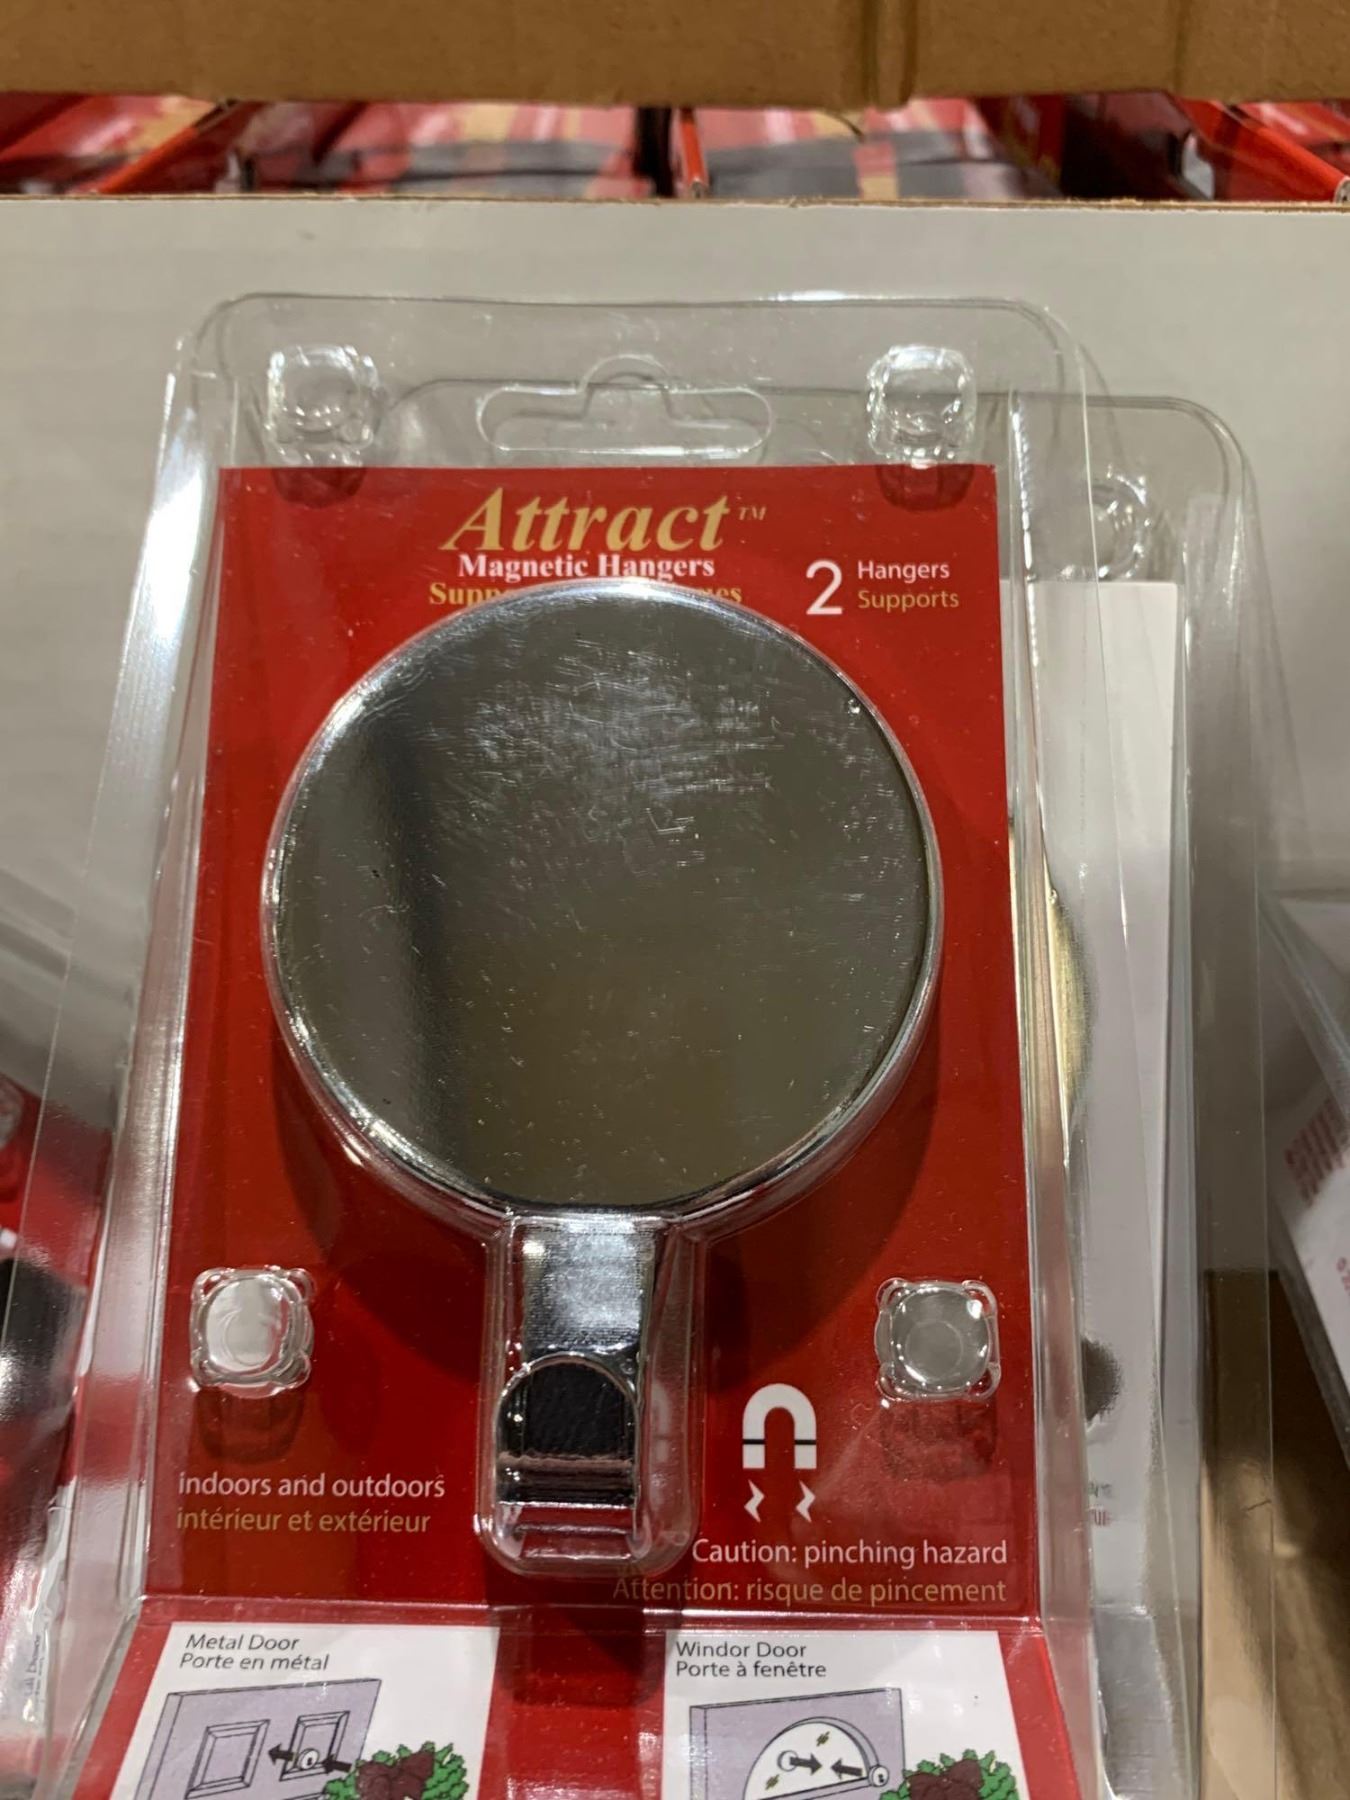 Attract™
Magnetic Hangers
2 Hangers
Supports
indoors and outdoors
intérieur et extérieur
Caution: pinching hazard
Attention: risque de pincement
Metal Door
Porte en métal
Windor Door
Porte à fenêtre